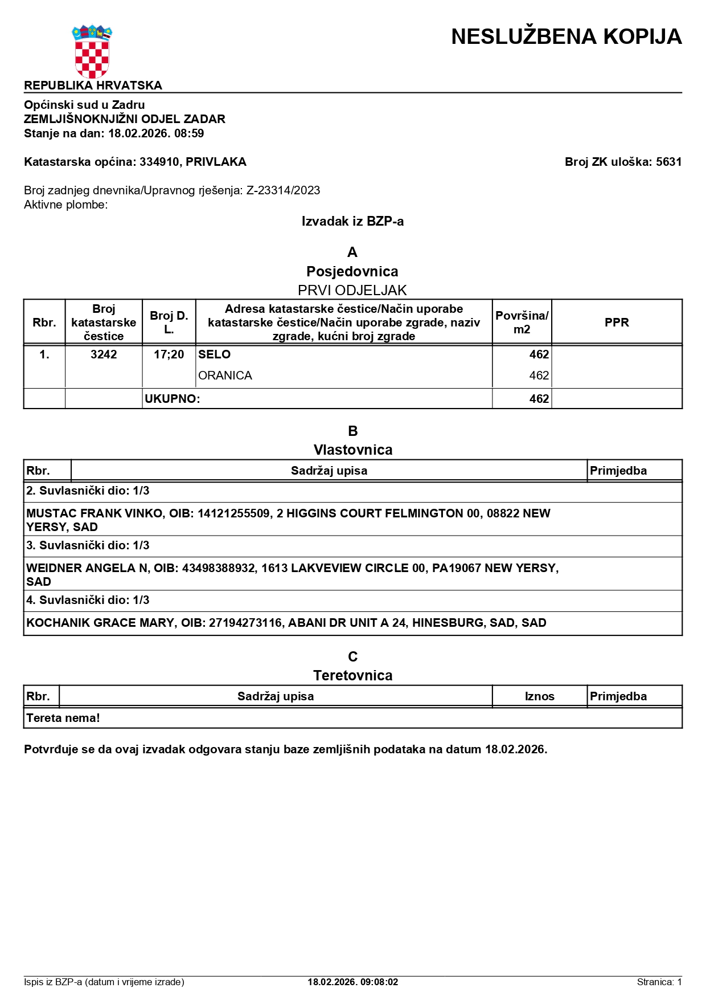 NESLUŽBENA KOPIJA
REPUBLIKA HRVATSKA
Općinski sud u Zadru
ZEMLJIŠNOKNJIŽNI ODJEL ZADAR
Stanje na dan: 18.02.2026. 08:59
Katastarska općina: 334910, PRIVLAKA Broj ZK uloška: 5631
Broj zadnjeg dnevnika/Upravnog rješenja: Z-23314/2023
Aktivne plombe:
Izvadak iz BZP-a
A
Posjedovnica
PRVI ODJELJAK
Rbr. Broj katastarske čestice Broj D. L. Adresa katastarske čestice/Način uporabe katastarske čestice/Način uporabe zgrade, naziv zgrade, kućni broj zgrade Površina/ m2 PPR
1. 3242 17;20 SELO 462
ORANICA 462
UKUPNO: 462
B
Vlastovnica
Rbr. Sadržaj upisa Primjedba
2. Suvlasnički dio: 1/3
MUSTAC FRANK VINKO, OIB: 14121255509, 2 HIGGINS COURT FELMINGTON 00, 08822 NEW
YERSY, SAD
3. Suvlasnički dio: 1/3
WEIDNER ANGELA N, OIB: 43498388932, 1613 LAKVEVIEW CIRCLE 00, PA19067 NEW YERSY,
SAD
4. Suvlasnički dio: 1/3
KOCHANIK GRACE MARY, OIB: 27194273116, ABANI DR UNIT A 24, HINESBURG, SAD, SAD
C
Teretovnica
Rbr. Sadržaj upisa Iznos Primjedba
Tereta nema!
Potvrđuje se da ovaj izvadak odgovara stanju baze zemljišnih podataka na datum 18.02.2026.
Ispis iz BZP-a (datum i vrijeme izrade) 18.02.2026. 09:08:02 Stranica: 1